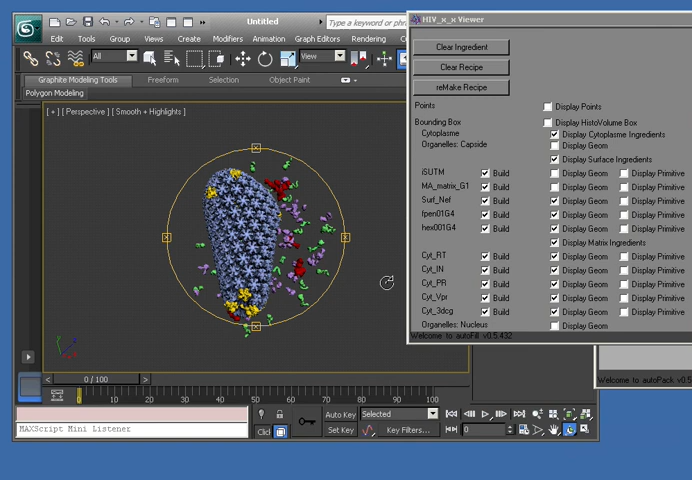 Untitled
Type a keyword or phr
Edit Tools Group Views Create Modifiers Animation Graph Editors Rendering
All
View
Graphite Modeling Tools Freeform Selection Object Paint
Polygon Modeling
[ + ] [ Perspective ] [ Smooth + Highlights ]
z
x
0 / 100
0 10 20 30 40 50 60 70 80 90 100
MAXScript Mini Listener
Click
Auto Key Selected
Set Key Key Filters...
0
HIV_x_x Viewer
Clear Ingredient
Clear Recipe
reMake Recipe
Points Display Points
Bounding Box Display HistoVolume Box
Cytoplasme Display Cytoplasme Ingredients
Organelles: Capside Display Geom
Display Surface Ingredients
iSUTM Build Display Geom Display Primitive
MA_matrix_G1 Build Display Geom Display Primitive
Surf_Nef Build Display Geom Display Primitive
fpen01G4 Build Display Geom Display Primitive
hex001G4 Build Display Geom Display Primitive
Display Matrix Ingredients
Cyt_RT Build Display Geom Display Primitive
Cyt_IN Build Display Geom Display Primitive
Cyt_PR Build Display Geom Display Primitive
Cyt_Vpr Build Display Geom Display Primitive
Cyt_3dcg Build Display Geom Display Primitive
Organelles: Nucleus Display Geom
Welcome to autoFill v0.5.432
Welcome to autoPack v0.5